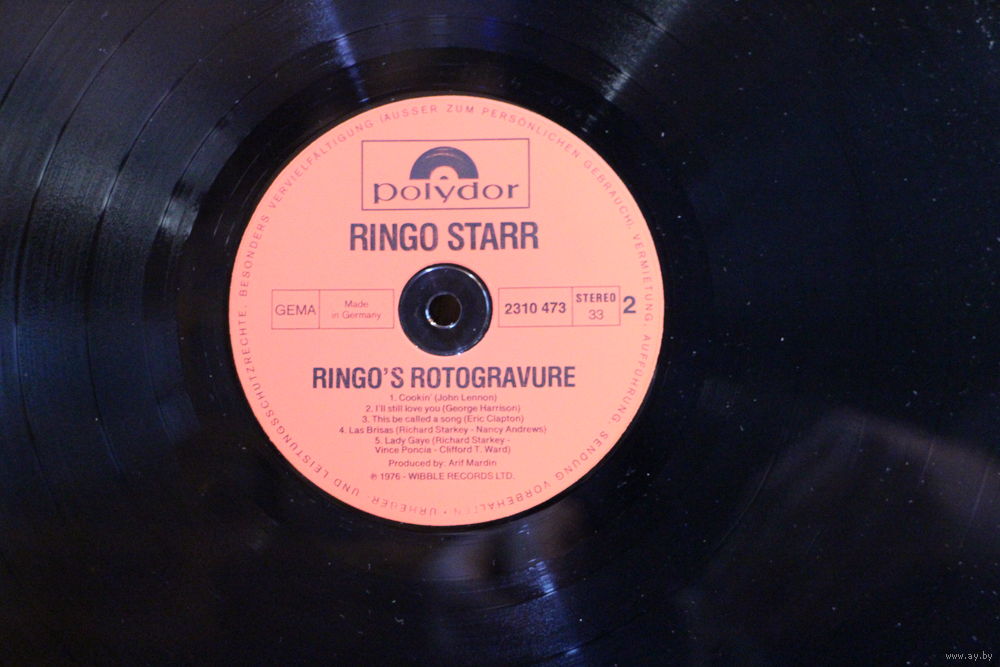 BESONDERS VERVIELFÄLTIGUNG (AUSSER ZUM PERSÖNLICHEN GEBRAUCH), VERMIETUNG, AUFFÜHRUNG, SENDUNG VORBEHALTEN • URHEBER- UND LEISTUNGSSCHUTZRECHTE,
polydor
RINGO STARR
GEMA
Made
in Germany
2310 473
STEREO
33
2
RINGO'S ROTOGRAVURE
1. Cookin' (John Lennon)
2. I'll still love you (George Harrison)
3. This be called a song (Eric Clapton)
4. Las Brisas (Richard Starkey - Nancy Andrews)
5. Lady Gaye (Richard Starkey -
Vince Poncia - Clifford T. Ward)
Produced by: Arif Mardin
℗ 1976 - WIBBLE RECORDS LTD.
www.ay.by